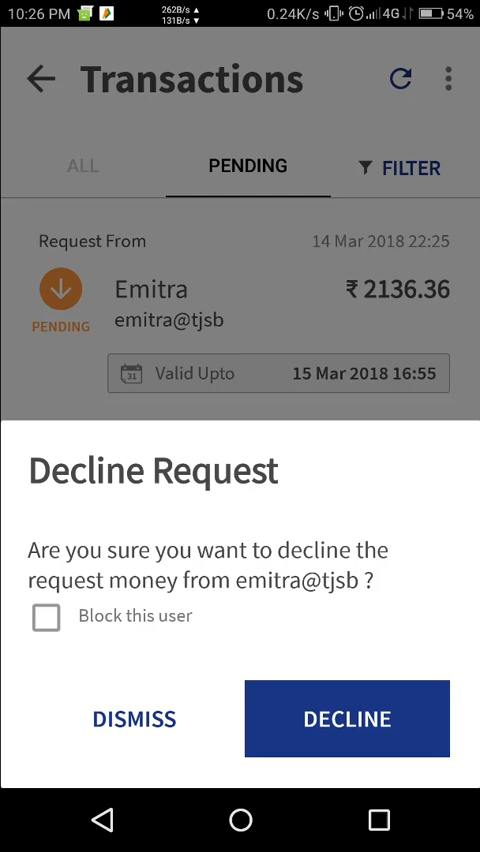 10:26 PM 262B/s 131B/s 0.24K/s 4G 54%
Transactions
ALL PENDING FILTER
Request From 14 Mar 2018 22:25
Emitra ₹ 2136.36
PENDING emitra@tjsb
31 Valid Upto 15 Mar 2018 16:55
Decline Request
Are you sure you want to decline the
request money from emitra@tjsb ?
Block this user
DISMISS DECLINE